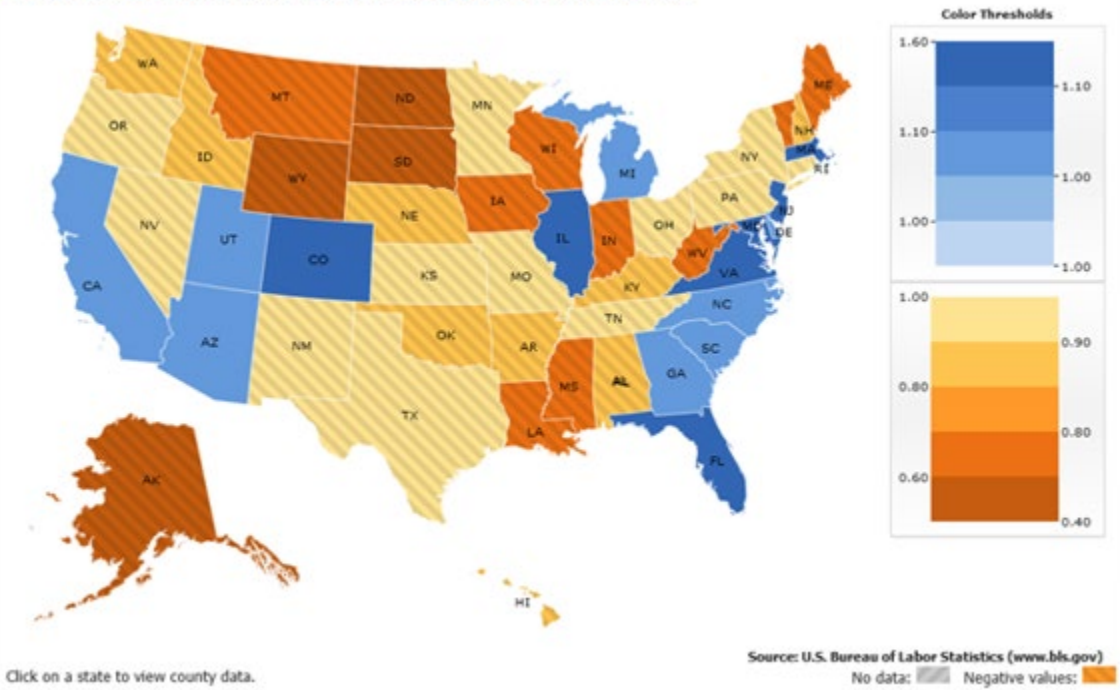 Color Thresholds
1.60
1.10
1.10
1.00
1.00
1.00
1.00
0.90
0.80
0.80
0.60
0.40
WA
MT
ND
MN
ME
OR
ID
WY
SD
WI
MI
NY
NH
MA
RI
NV
UT
CO
NE
IA
IL
IN
OH
PA
NJ
MD
DE
WV
VA
CA
AZ
NM
KS
MO
KY
TN
NC
SC
OK
AR
TX
LA
MS
AL
GA
FL
AK
HI
Source: U.S. Bureau of Labor Statistics (www.bls.gov)
Click on a state to view county data.
No data:
Negative values: